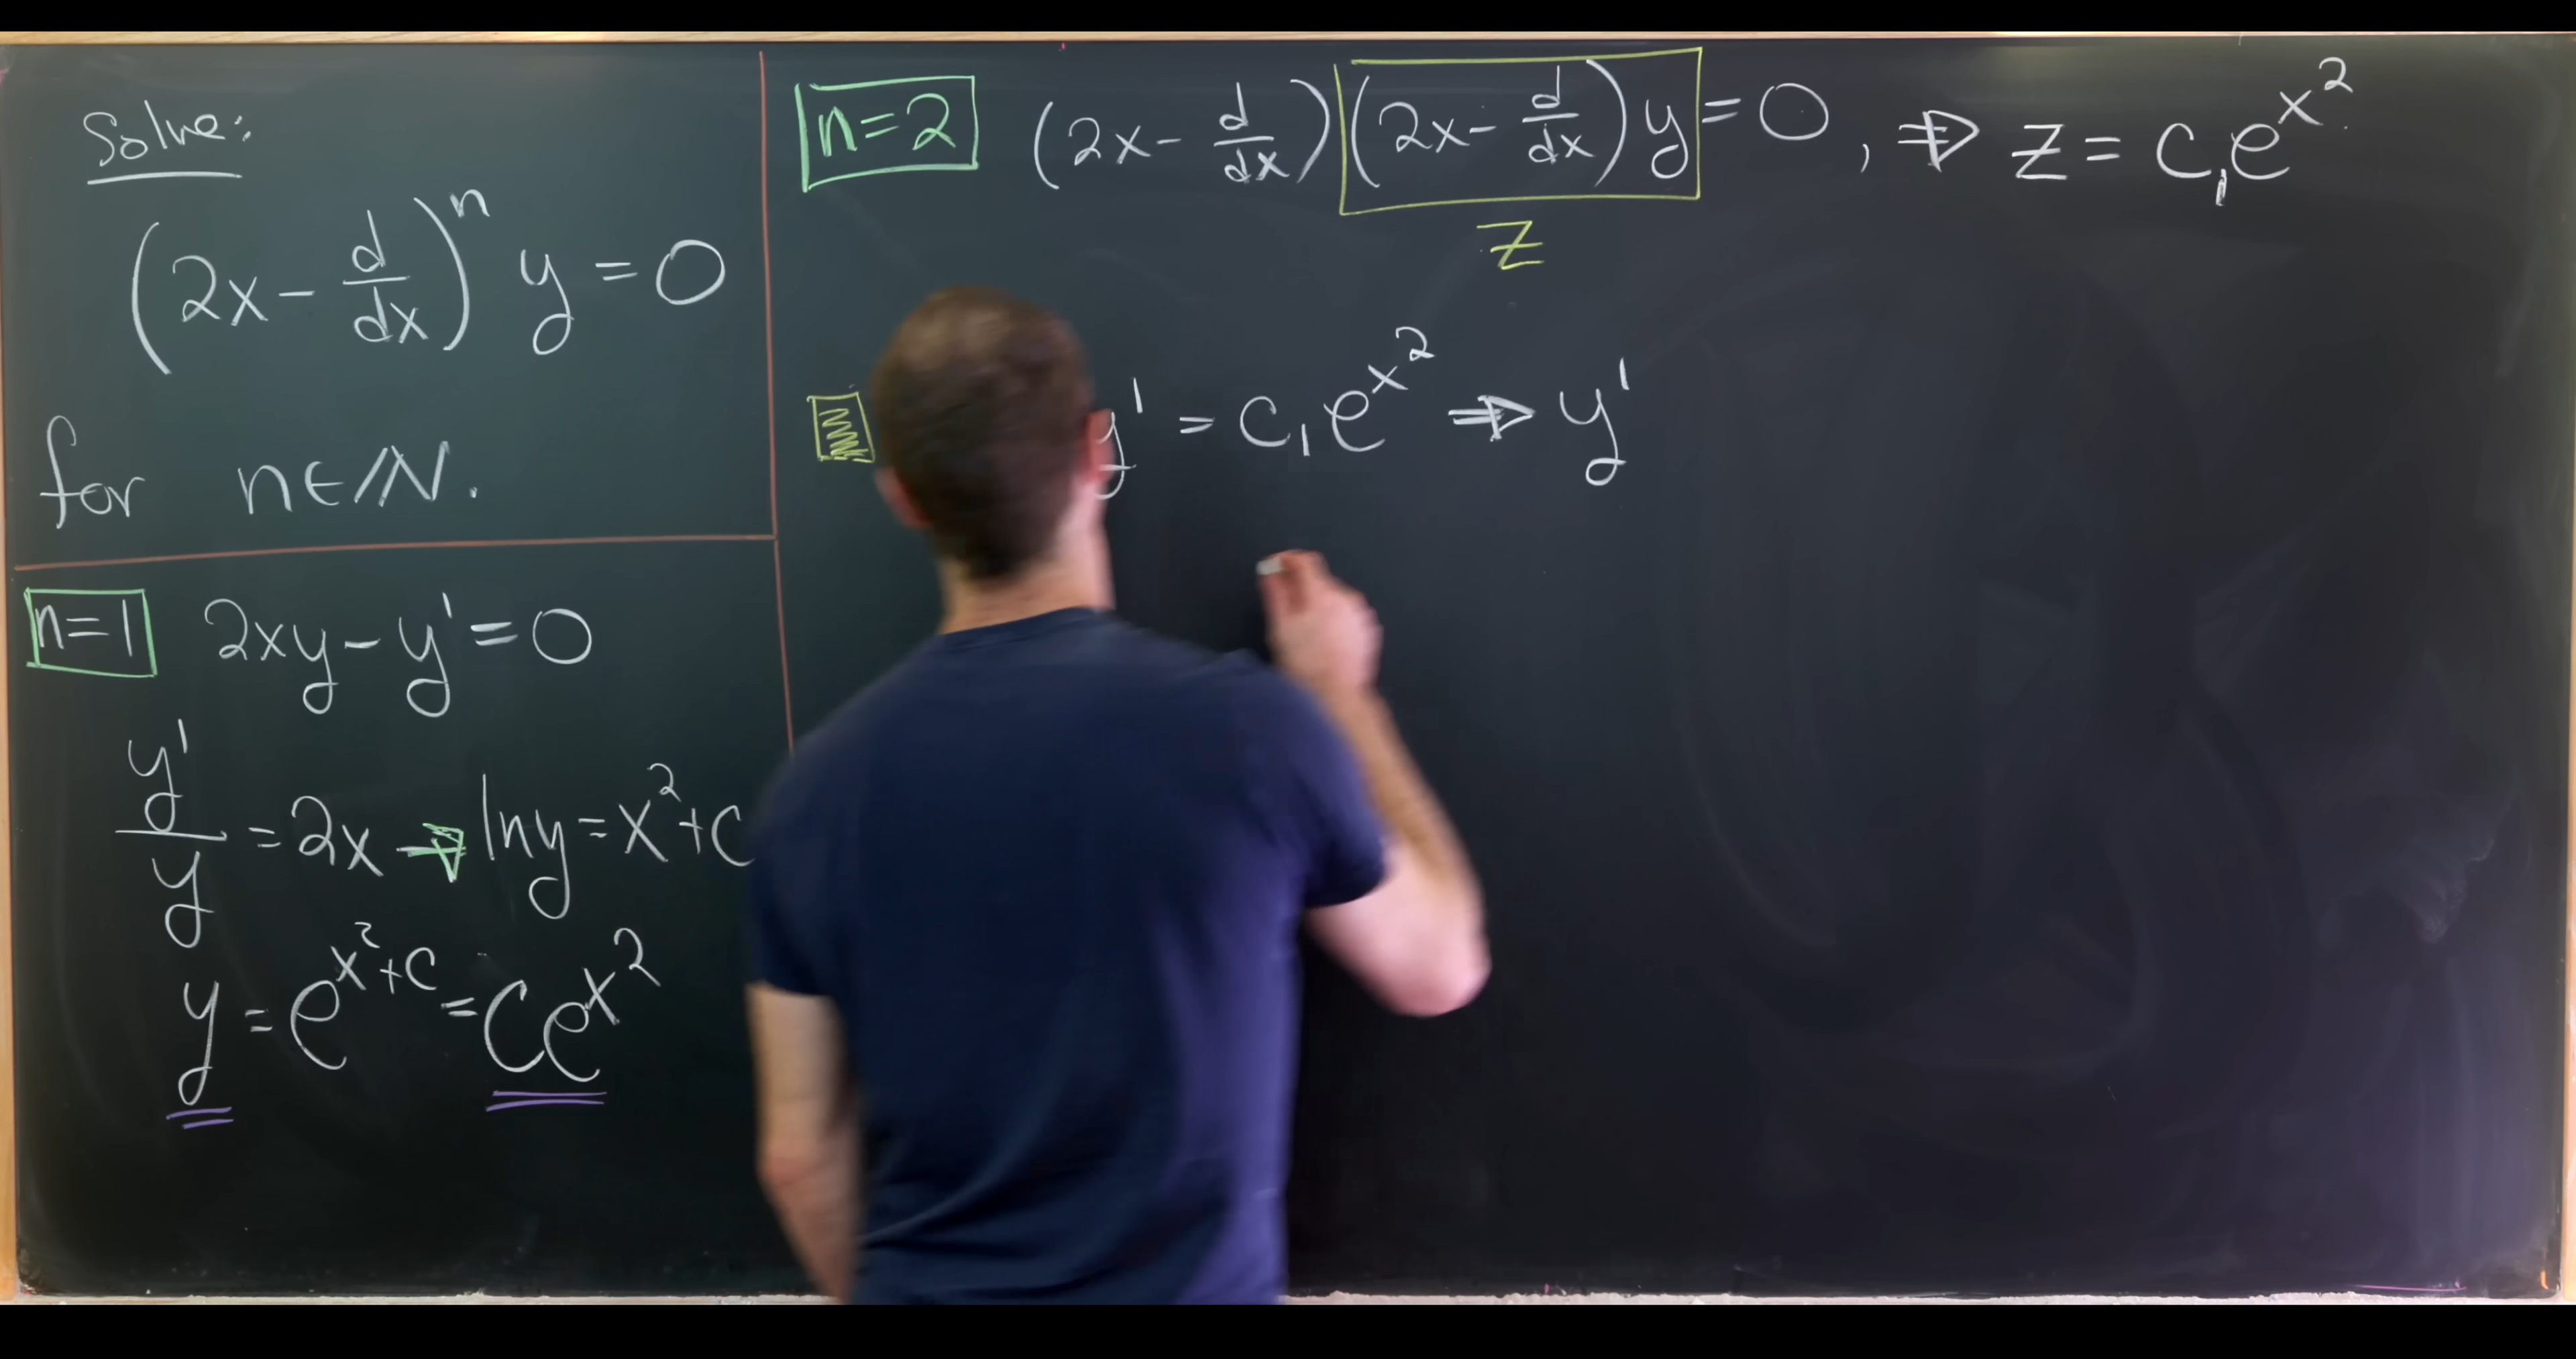 Solve:
(2x - d/dx)ⁿ y = 0
for n ∈ ℕ.
n=1 2xy - y' = 0
y'/y = 2x → ln y = x² + c
y = e^(x²+c) = Ce^(x²)
n=2 (2x - d/dx)(2x - d/dx)y = 0, ⇒ z = c₁e^(x²)
z
y' = c₁e^(x²) ⇒ y'